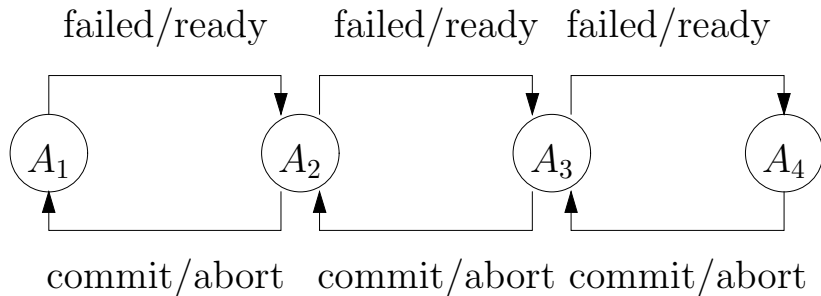 failed/ready failed/ready failed/ready
A₁ A₂ A₃ A₄
commit/abort commit/abort commit/abort